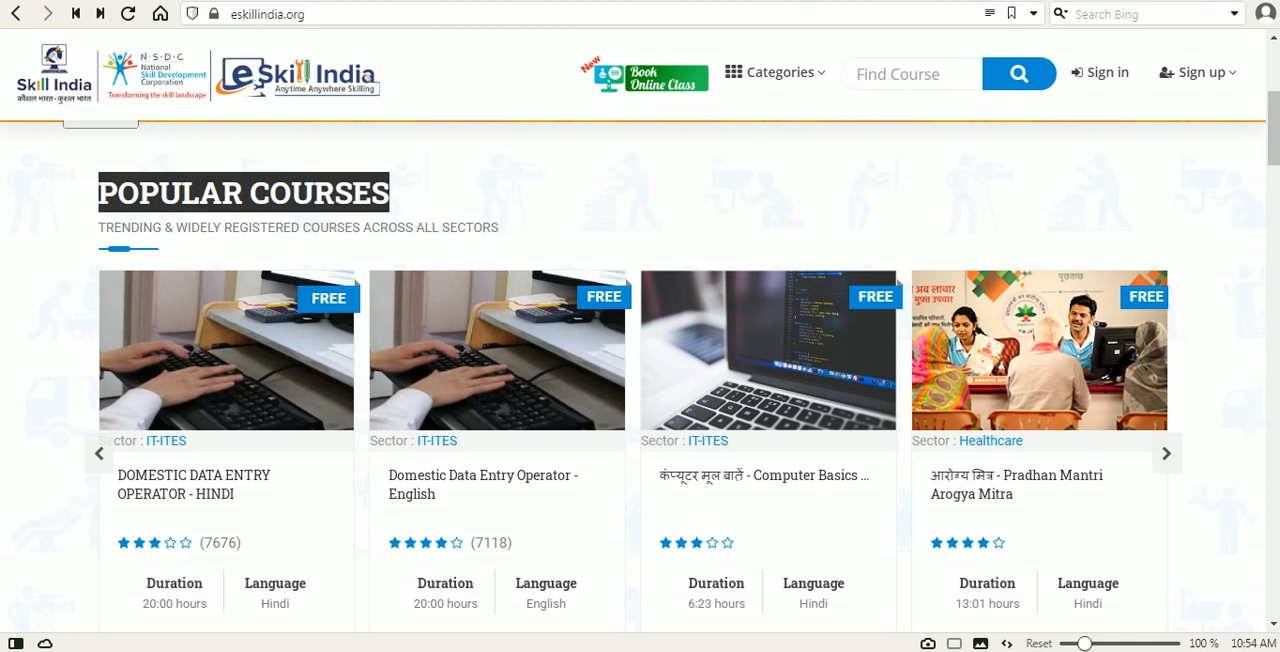 eskillindia.org
Search Bing
Skill India
कौशल भारत - कुशल भारत
N·S·D·C
National
Skill Development
Corporation
Transforming the skill landscape
eSkill India
Anytime Anywhere Skilling
New
Book
Online Class
Categories
Find Course
Sign in
Sign up
POPULAR COURSES
TRENDING & WIDELY REGISTERED COURSES ACROSS ALL SECTORS
FREE
FREE
FREE
FREE
अब लाचार
मुफ़्त उपचार
पूछताछ
Sector : IT-ITES
Sector : IT-ITES
Sector : IT-ITES
Sector : Healthcare
DOMESTIC DATA ENTRY
OPERATOR - HINDI
Domestic Data Entry Operator -
English
कंप्यूटर मूल बातें - Computer Basics ...
आरोग्य मित्र - Pradhan Mantri
Arogya Mitra
(7676)
(7118)
Duration
Language
20:00 hours
Hindi
Duration
Language
20:00 hours
English
Duration
Language
6:23 hours
Hindi
Duration
Language
13:01 hours
Hindi
Reset
100 %
10:54 AM